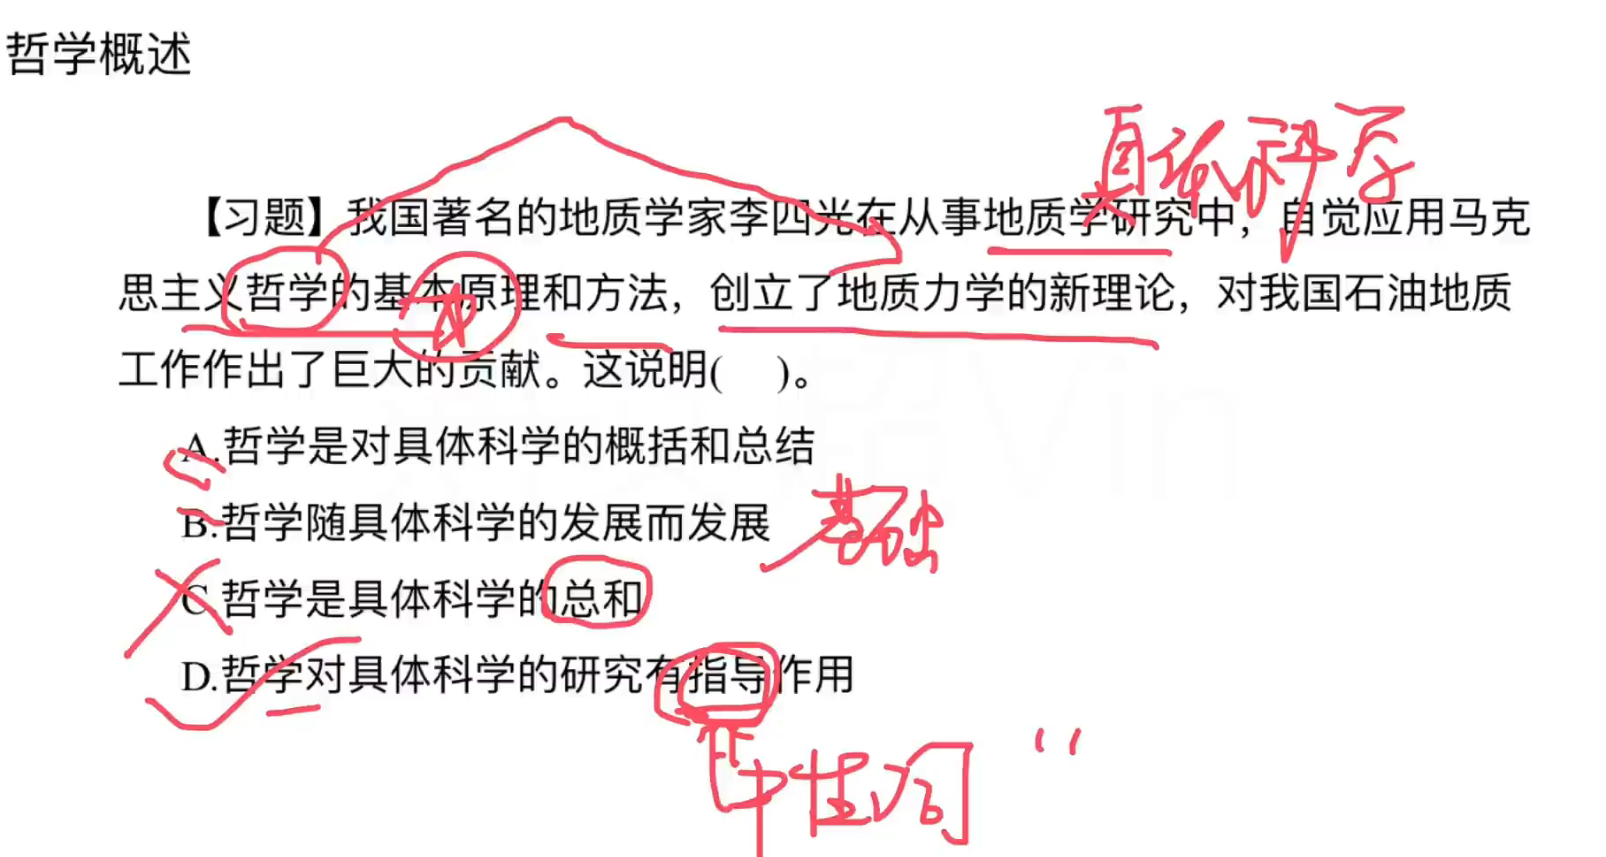 哲学概述
具体科学
【习题】我国著名的地质学家李四光在从事地质学研究中，自觉应用马克
思主义哲学的基本原理和方法，创立了地质力学的新理论，对我国石油地质
工作作出了巨大的贡献。这说明(　)。
A.哲学是对具体科学的概括和总结
B.哲学随具体科学的发展而发展 基础
C.哲学是具体科学的总和
D.哲学对具体科学的研究有指导作用
中性词